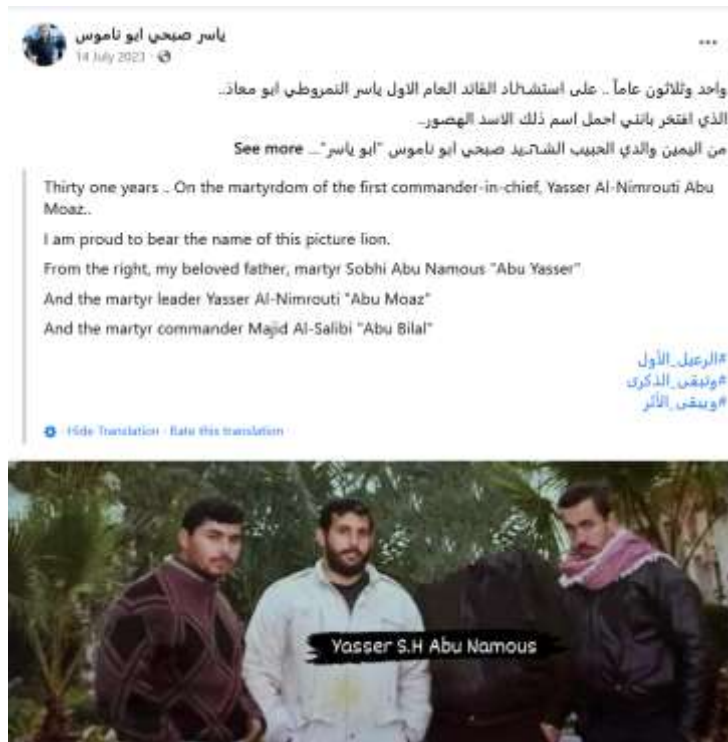 ياسر صبحي ابو ناموس
14 July 2023
واحد وثلاثون عاماً .. على استشـ.ـهاد القائد العام الاول ياسر النمروطي ابو معاذ..
الذي افتخر بانني احمل اسم ذلك الاسد الهصور..
من اليمين والدي الحبيب الشـ.ـهيد صبحي ابو ناموس "ابو ياسر"... See more
Thirty one years .. On the martyrdom of the first commander-in-chief, Yasser Al-Nimrouti Abu
Moaz..
I am proud to bear the name of this picture lion.
From the right, my beloved father, martyr Sobhi Abu Namous "Abu Yasser"
And the martyr leader Yasser Al-Nimrouti "Abu Moaz"
And the martyr commander Majid Al-Salibi "Abu Bilal"
#الرعيل_الأول
#وتبقى_الذكرى
#ويبقى_الأثر
Hide Translation · Rate this translation
Yasser S.H Abu Namous